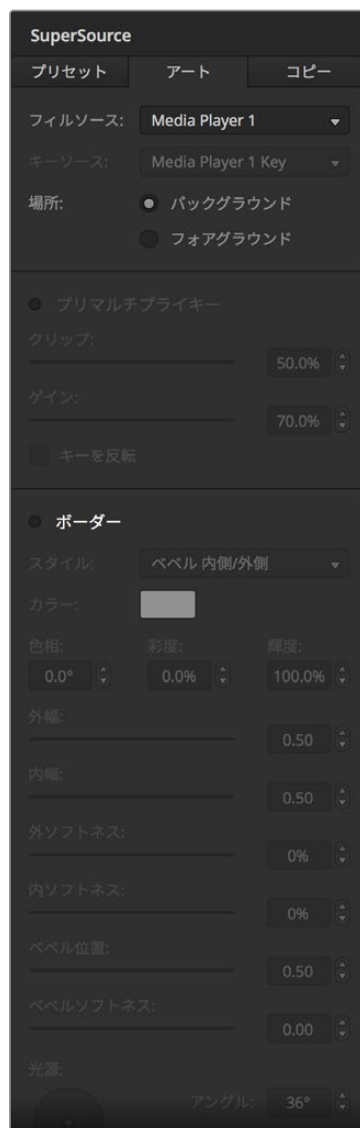 SuperSource
プリセット アート コピー
フィルソース: Media Player 1
キーソース: Media Player 1 Key
場所: バックグラウンド
フォアグラウンド
プリマルチプライキー
クリップ:
50.0%
ゲイン:
70.0%
キーを反転
ボーダー
スタイル: ベベル 内側/外側
カラー:
色相: 彩度: 輝度:
0.0° 0.0% 100.0%
外幅:
0.50
内幅:
0.50
外ソフトネス:
0%
内ソフトネス:
0%
ベベル位置:
0.50
ベベルソフトネス:
0.00
光源:
アングル: 36°